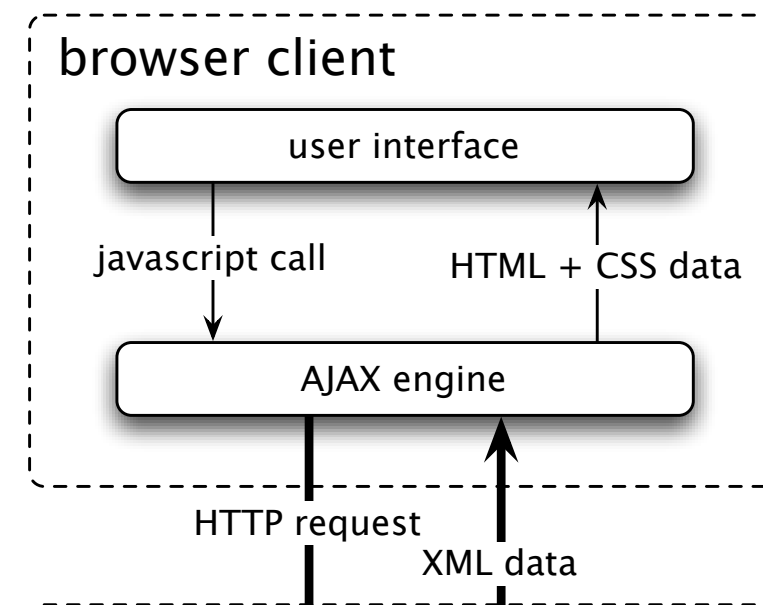 browser client
user interface
javascript call
HTML + CSS data
AJAX engine
HTTP request
XML data